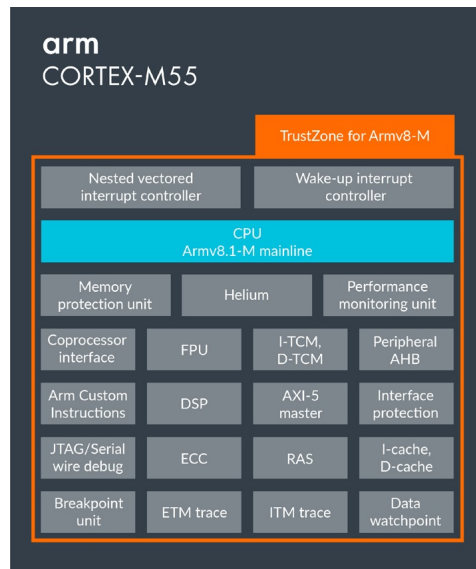 arm
CORTEX-M55
TrustZone for Armv8-M
Nested vectored
interrupt controller
Wake-up interrupt
controller
CPU
Armv8.1-M mainline
Memory
protection unit
Helium
Performance
monitoring unit
Coprocessor
interface
FPU
I-TCM,
D-TCM
Peripheral
AHB
Arm Custom
Instructions
DSP
AXI-5
master
Interface
protection
JTAG/Serial
wire debug
ECC
RAS
I-cache,
D-cache
Breakpoint
unit
ETM trace
ITM trace
Data
watchpoint